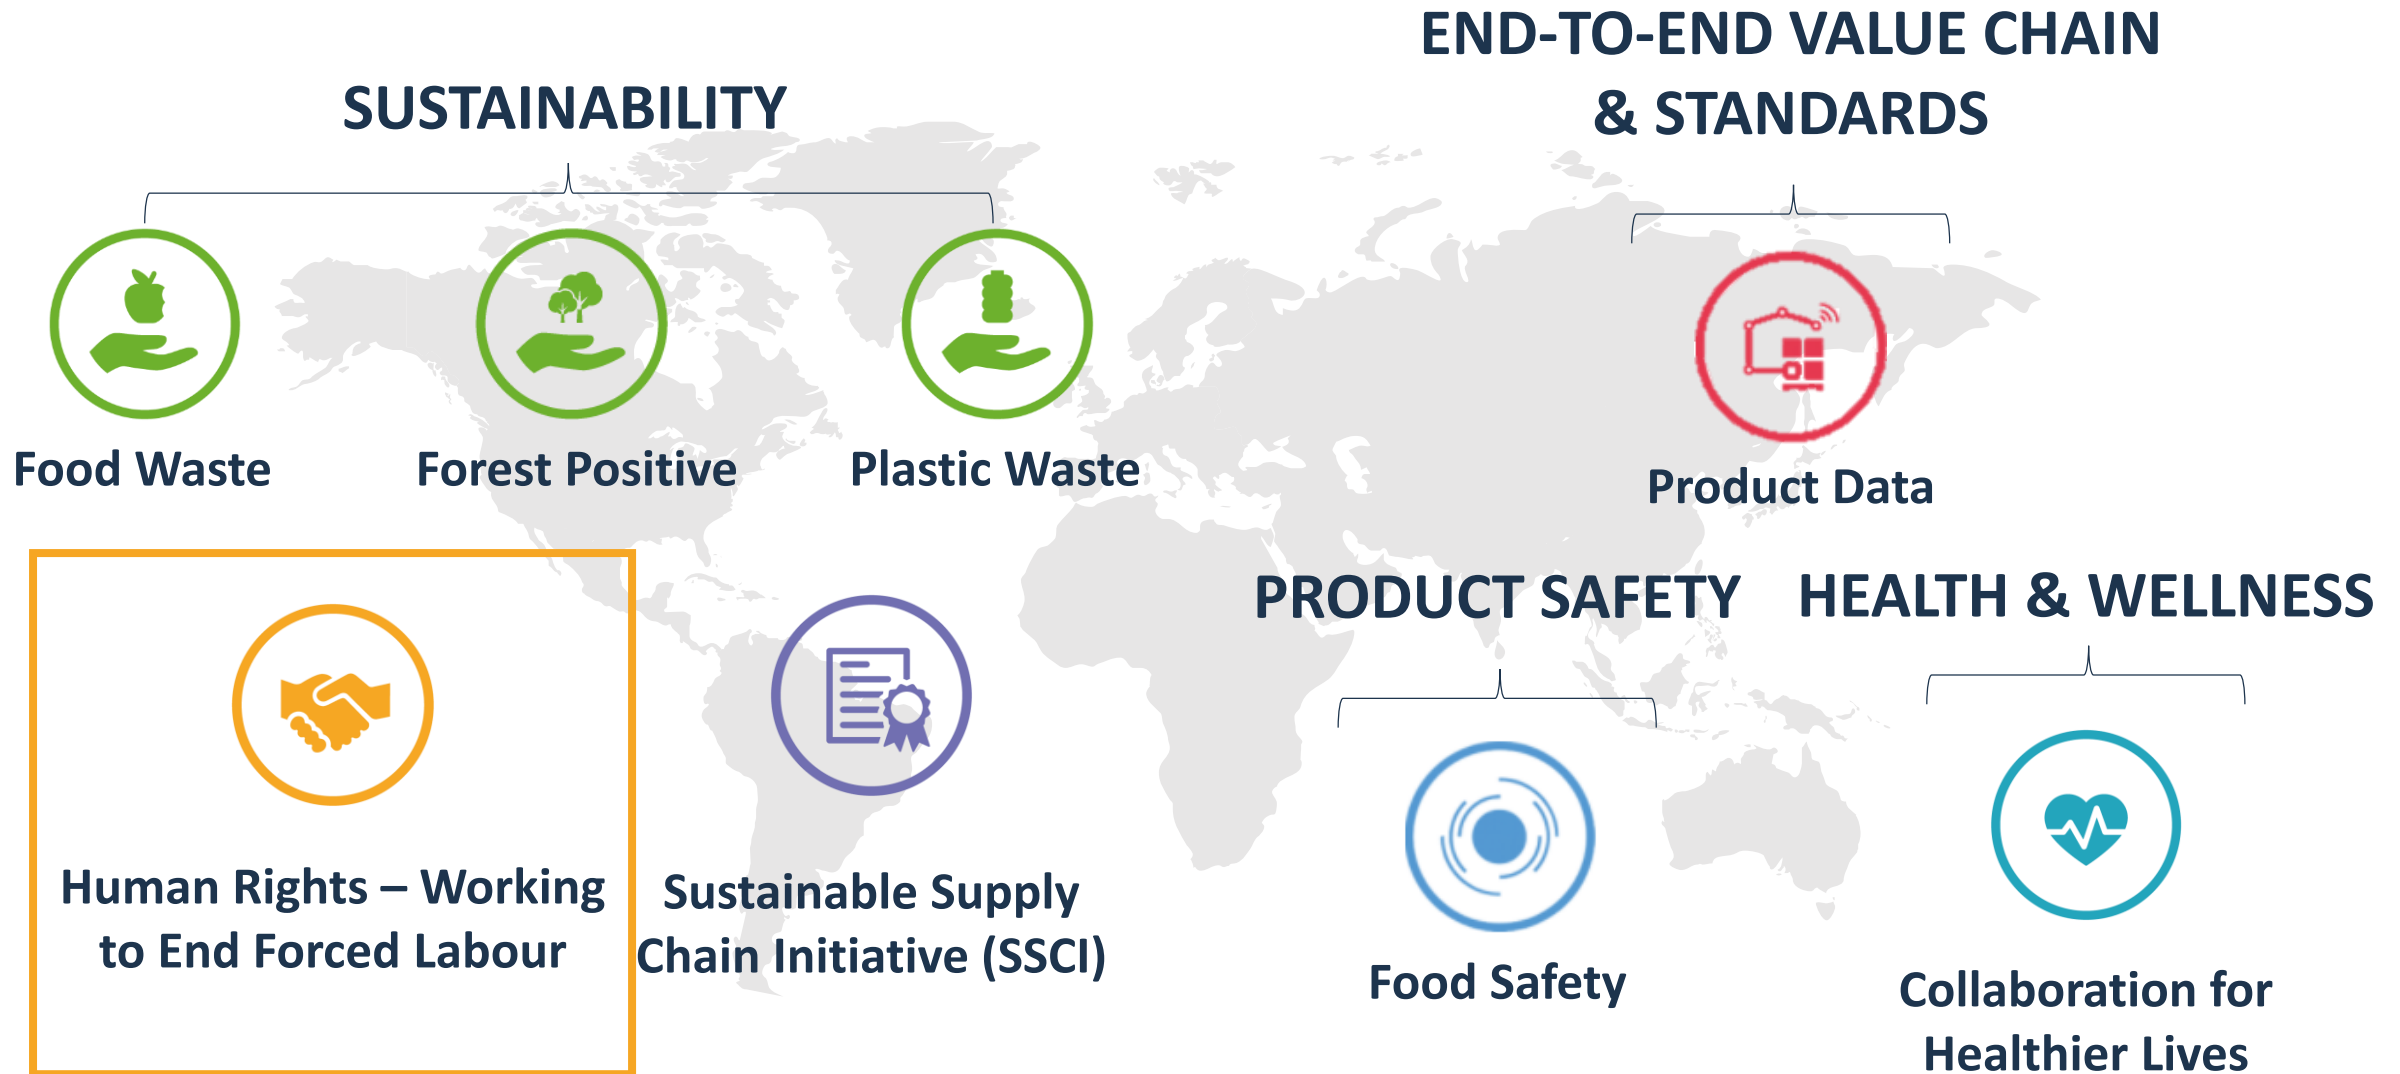 SUSTAINABILITY
Food Waste
Forest Positive
Plastic Waste
Human Rights – Working
to End Forced Labour
Sustainable Supply
Chain Initiative (SSCI)
END-TO-END VALUE CHAIN
& STANDARDS
Product Data
PRODUCT SAFETY
Food Safety
HEALTH & WELLNESS
Collaboration for
Healthier Lives